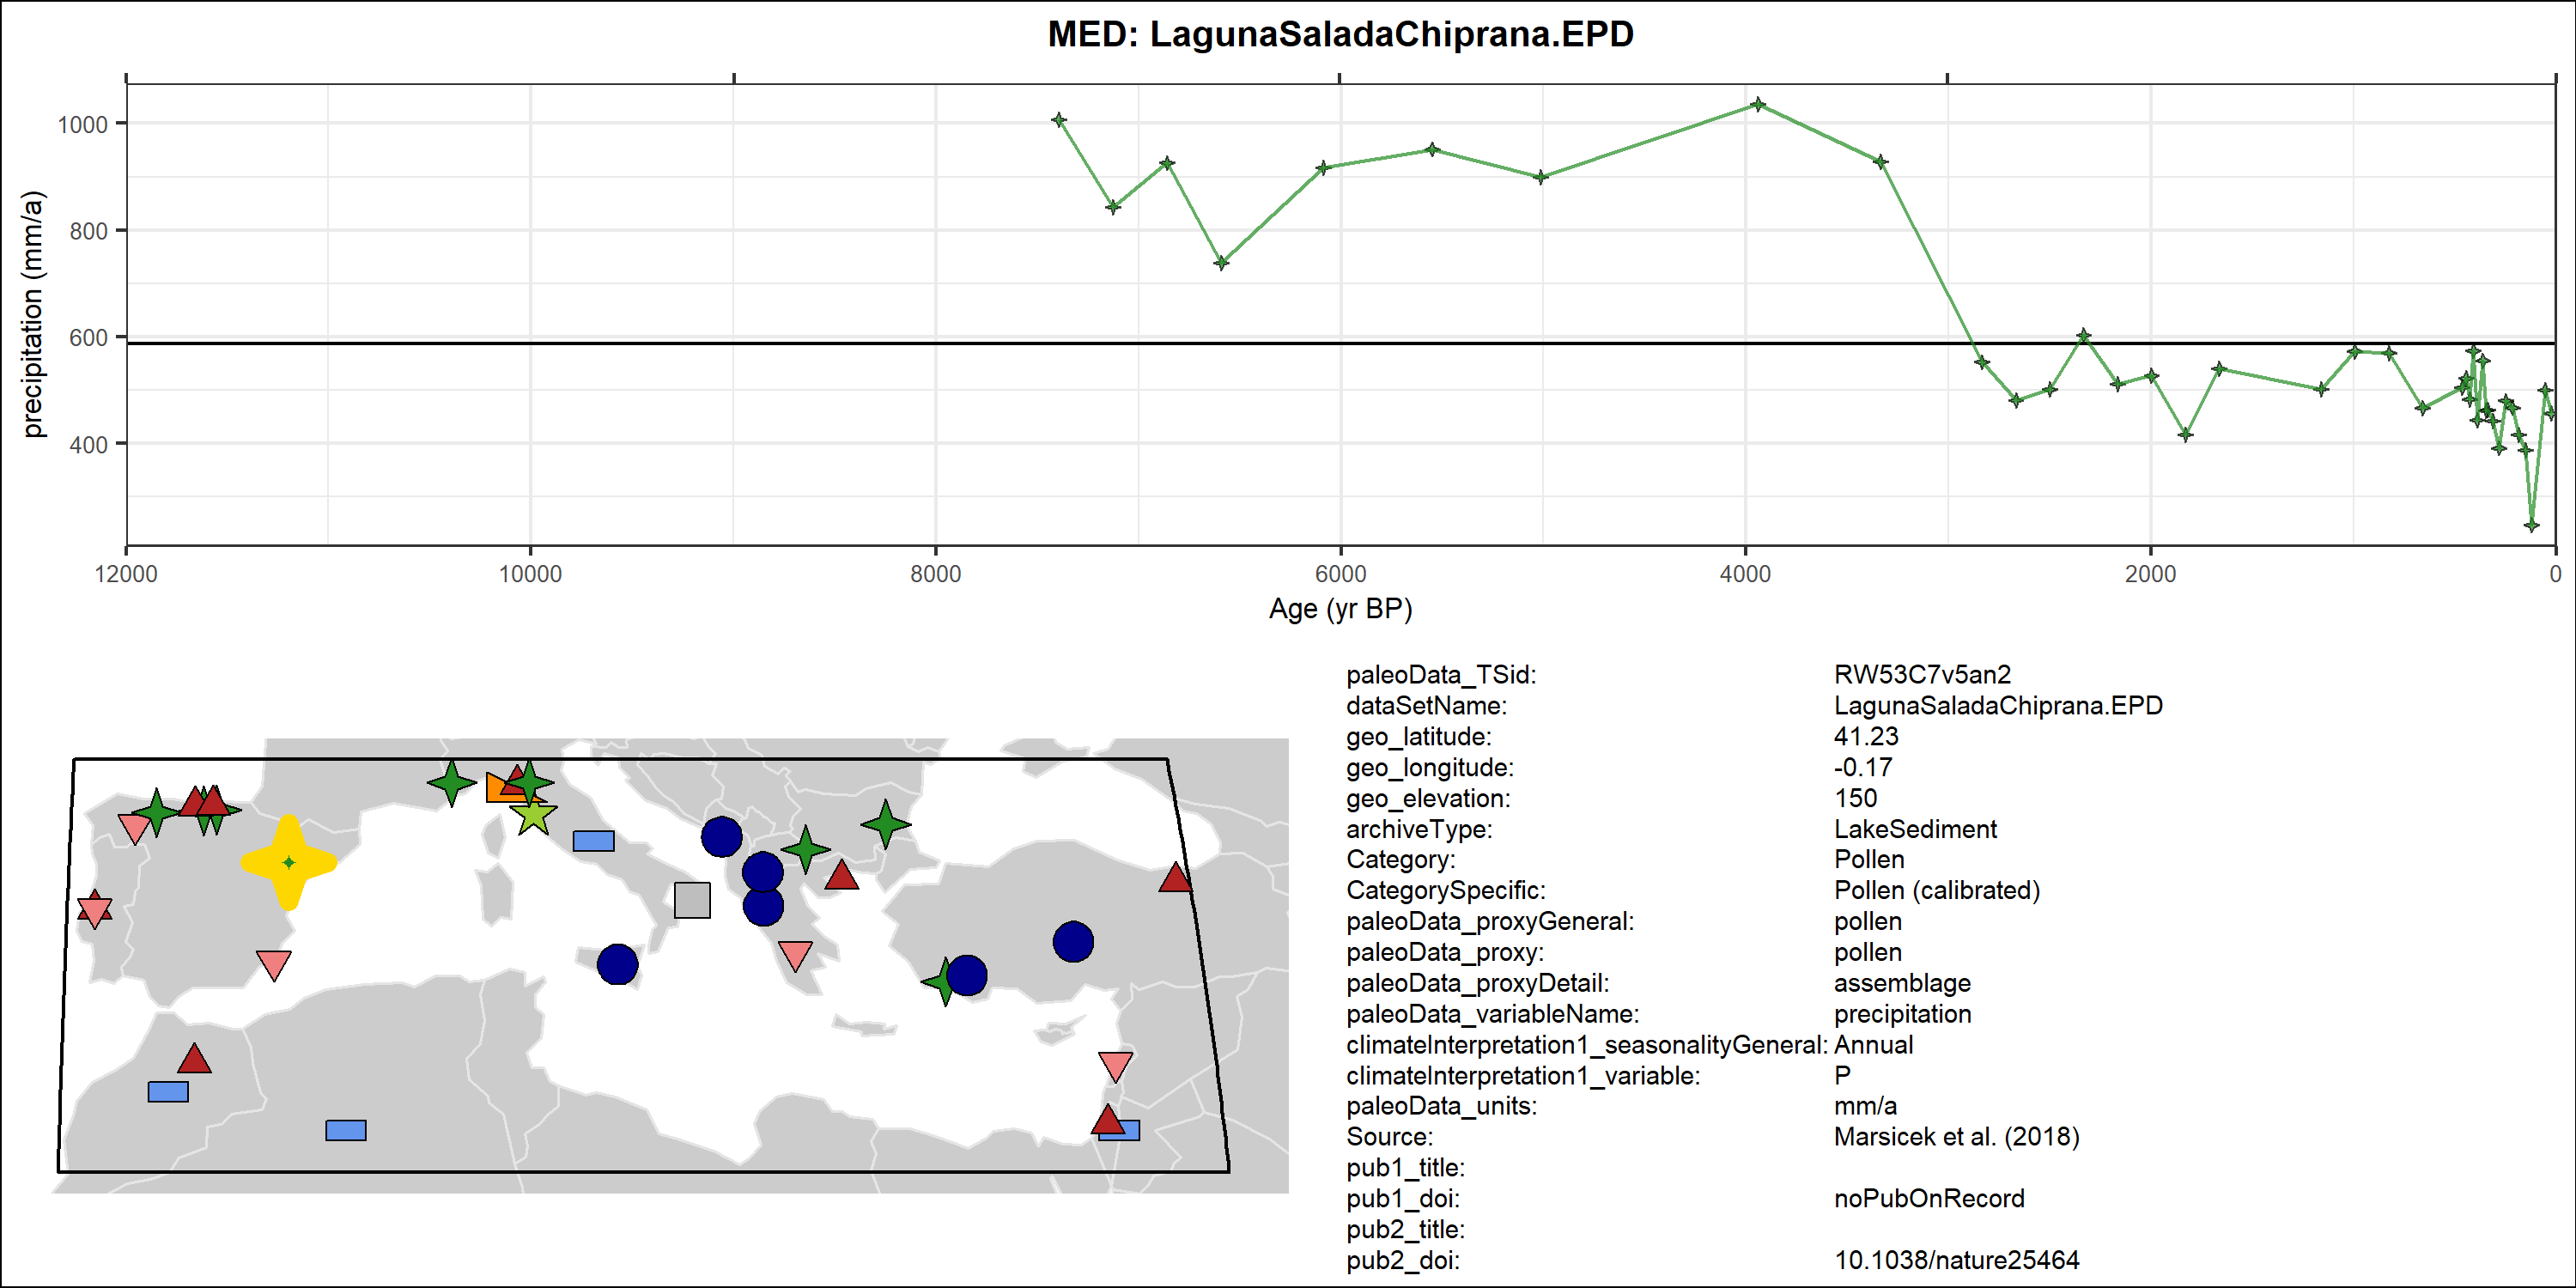 MED: LagunaSaladaChiprana.EPD
precipitation (mm/a)
1000
800
600
400
12000 10000 8000 6000 4000 2000 0
Age (yr BP)
paleoData_TSid: RW53C7v5an2
dataSetName: LagunaSaladaChiprana.EPD
geo_latitude: 41.23
geo_longitude: -0.17
geo_elevation: 150
archiveType: LakeSediment
Category: Pollen
CategorySpecific: Pollen (calibrated)
paleoData_proxyGeneral: pollen
paleoData_proxy: pollen
paleoData_proxyDetail: assemblage
paleoData_variableName: precipitation
climateInterpretation1_seasonalityGeneral: Annual
climateInterpretation1_variable: P
paleoData_units: mm/a
Source: Marsicek et al. (2018)
pub1_title:
pub1_doi: noPubOnRecord
pub2_title:
pub2_doi: 10.1038/nature25464